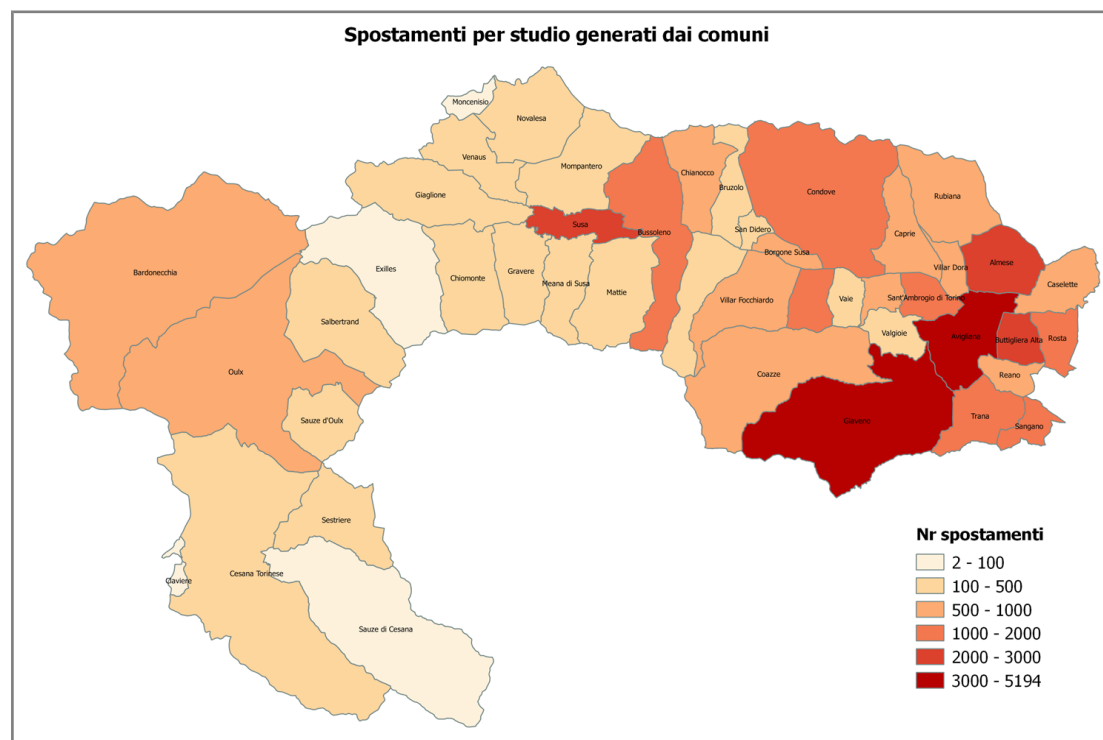 Spostamenti per studio generati dai comuni
Moncenisio
Novalesa
Venaus
Mompantero
Giaglione
Chianocco
Bruzolo
Condove
Rubiana
Susa
Bussoleno
San Didero
Caprie
Borgone Susa
Villar Dora
Almese
Bardonecchia
Exilles
Chiomonte
Gravere
Meana di Susa
Mattie
Caselette
Villar Focchiardo
Vaie
Sant'Ambrogio di Torino
Salbertrand
Valgioie
Avigliana
Buttigliera Alta
Rosta
Oulx
Coazze
Reano
Sauze d'Oulx
Giaveno
Trana
Sangano
Sestriere
Claviere
Cesana Torinese
Sauze di Cesana
Nr spostamenti
2 - 100
100 - 500
500 - 1000
1000 - 2000
2000 - 3000
3000 - 5194